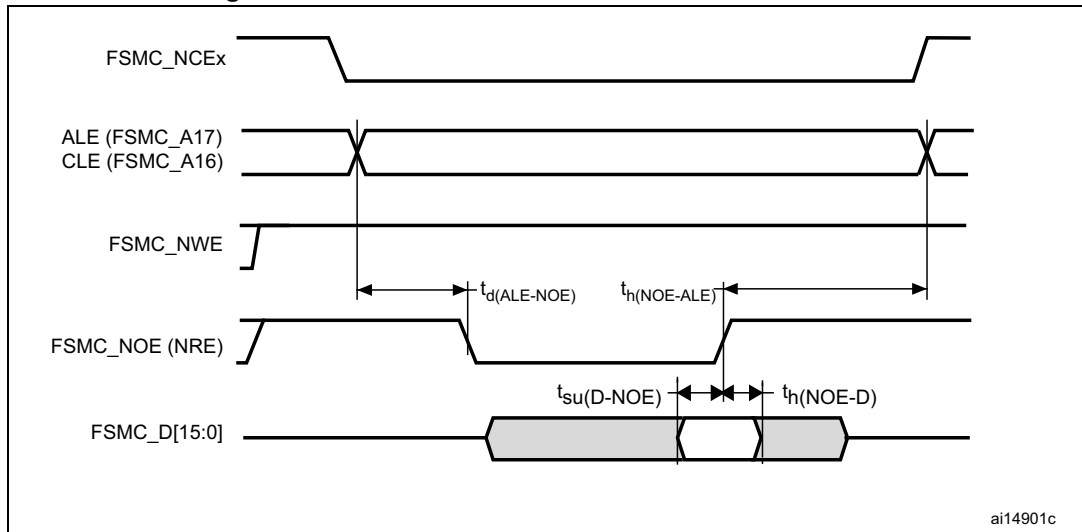 FSMC_NCEx
ALE (FSMC_A17)
CLE (FSMC_A16)
FSMC_NWE
td(ALE-NOE)
th(NOE-ALE)
FSMC_NOE (NRE)
tsu(D-NOE)
th(NOE-D)
FSMC_D[15:0]
ai14901c